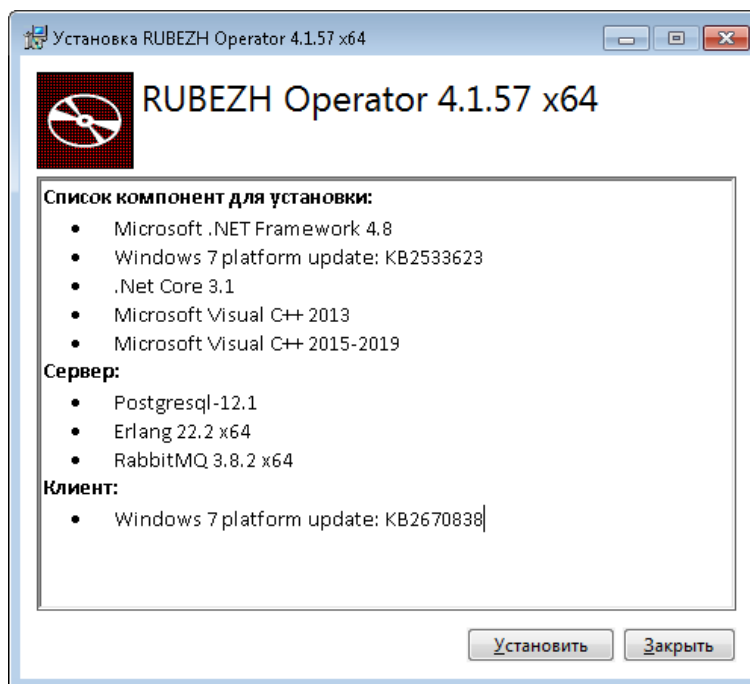 Установка RUBEZH Operator 4.1.57 x64
RUBEZH Operator 4.1.57 x64
Список компонент для установки:
• Microsoft .NET Framework 4.8
• Windows 7 platform update: KB2533623
• .Net Core 3.1
• Microsoft Visual C++ 2013
• Microsoft Visual C++ 2015-2019
Сервер:
• Postgresql-12.1
• Erlang 22.2 x64
• RabbitMQ 3.8.2 x64
Клиент:
• Windows 7 platform update: KB2670838
Установить
Закрыть